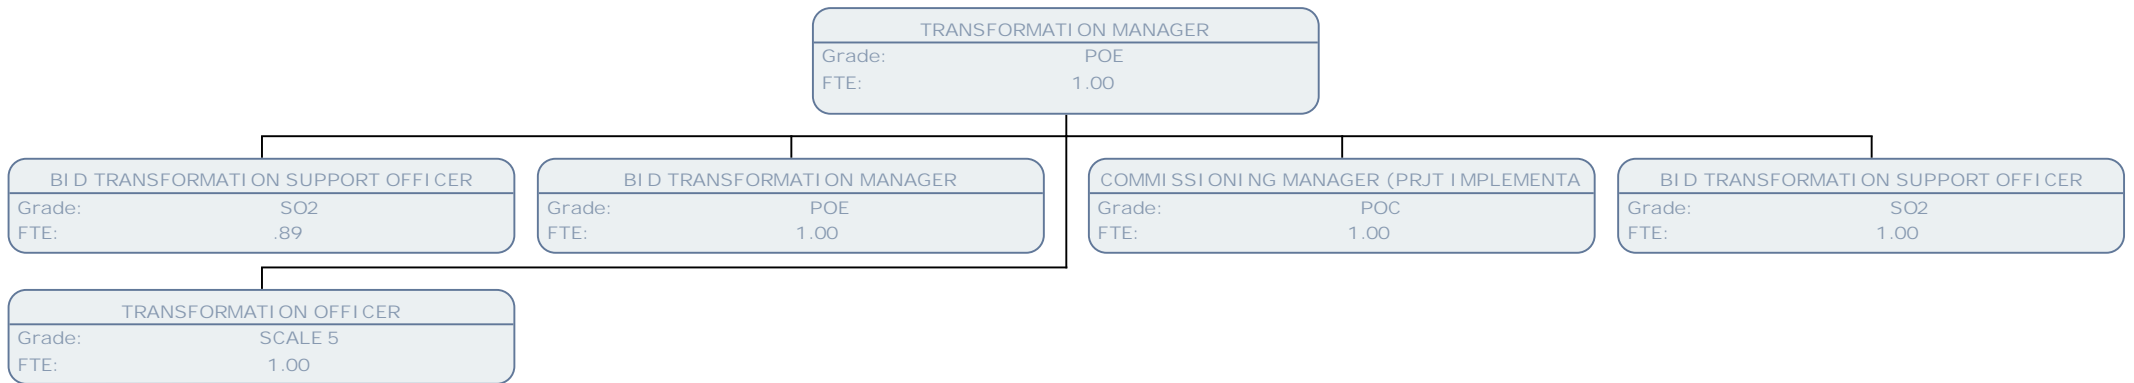 TRANSFORMATION MANAGER
Grade: POE
FTE: 1.00
BID TRANSFORMATION SUPPORT OFFICER
Grade: SO2
FTE: .89
BID TRANSFORMATION MANAGER
Grade: POE
FTE: 1.00
COMMISSIONING MANAGER (PRJT IMPLEMENTA
Grade: POC
FTE: 1.00
BID TRANSFORMATION SUPPORT OFFICER
Grade: SO2
FTE: 1.00
TRANSFORMATION OFFICER
Grade: SCALE 5
FTE: 1.00